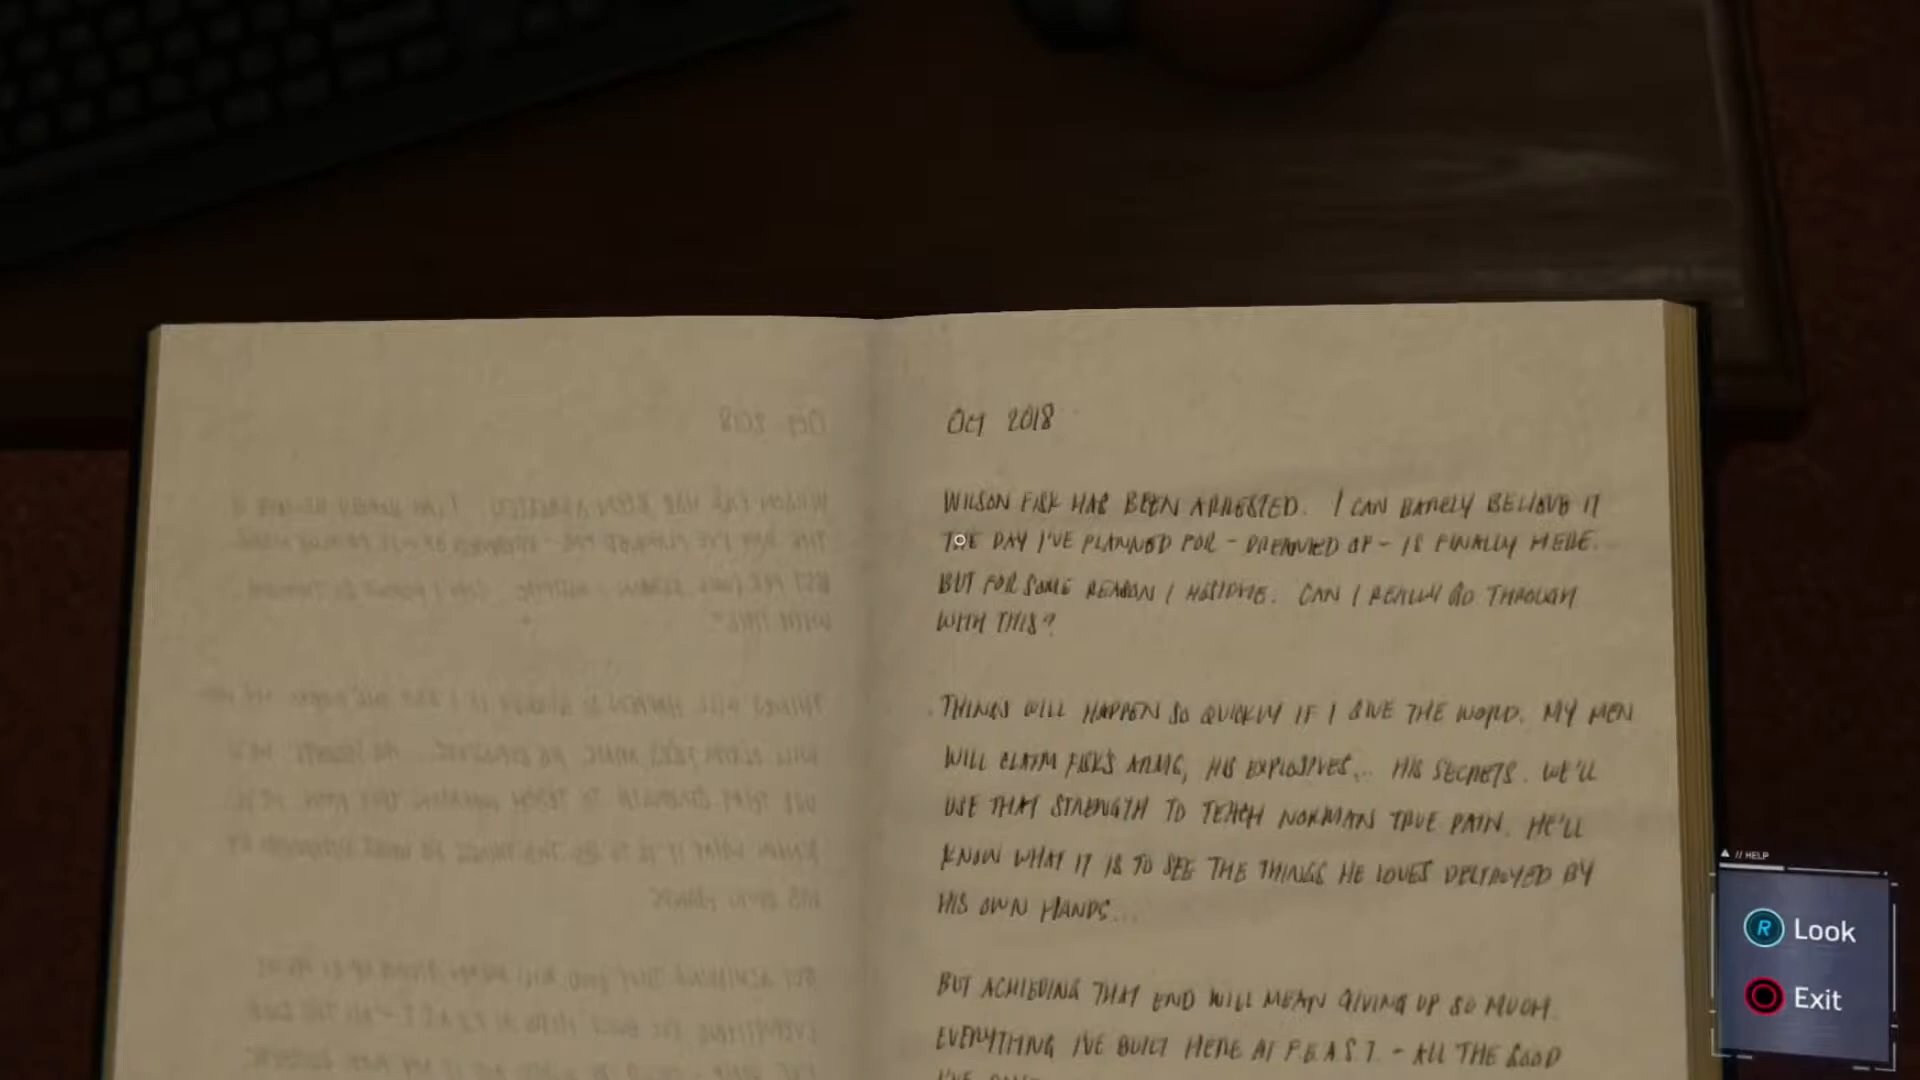 Oct 2018
WILSON FISK HAS BEEN ARRESTED. I CAN BARELY BELIEVE IT
THE DAY I'VE PLANNED FOR - DREAMED OF - IS FINALLY HERE.
BUT FOR SOME REASON I HESITATE. CAN I REALLY GO THROUGH
WITH THIS?
THINGS WILL HAPPEN SO QUICKLY IF I GIVE THE WORD. MY MEN
WILL CLAIM FISK'S ARMS, HIS EXPLOSIVES... HIS SECRETS. WE'LL
USE THAT STRENGTH TO TEACH NORMAN TRUE PAIN. HE'LL
KNOW WHAT IT IS TO SEE THE THINGS HE LOVES DESTROYED BY
HIS OWN HANDS...
BUT ACHIEVING THAT END WILL MEAN GIVING UP SO MUCH.
EVERYTHING I'VE BUILT HERE AT F.E.A.S.T. - ALL THE GOOD
// HELP
R Look
Exit